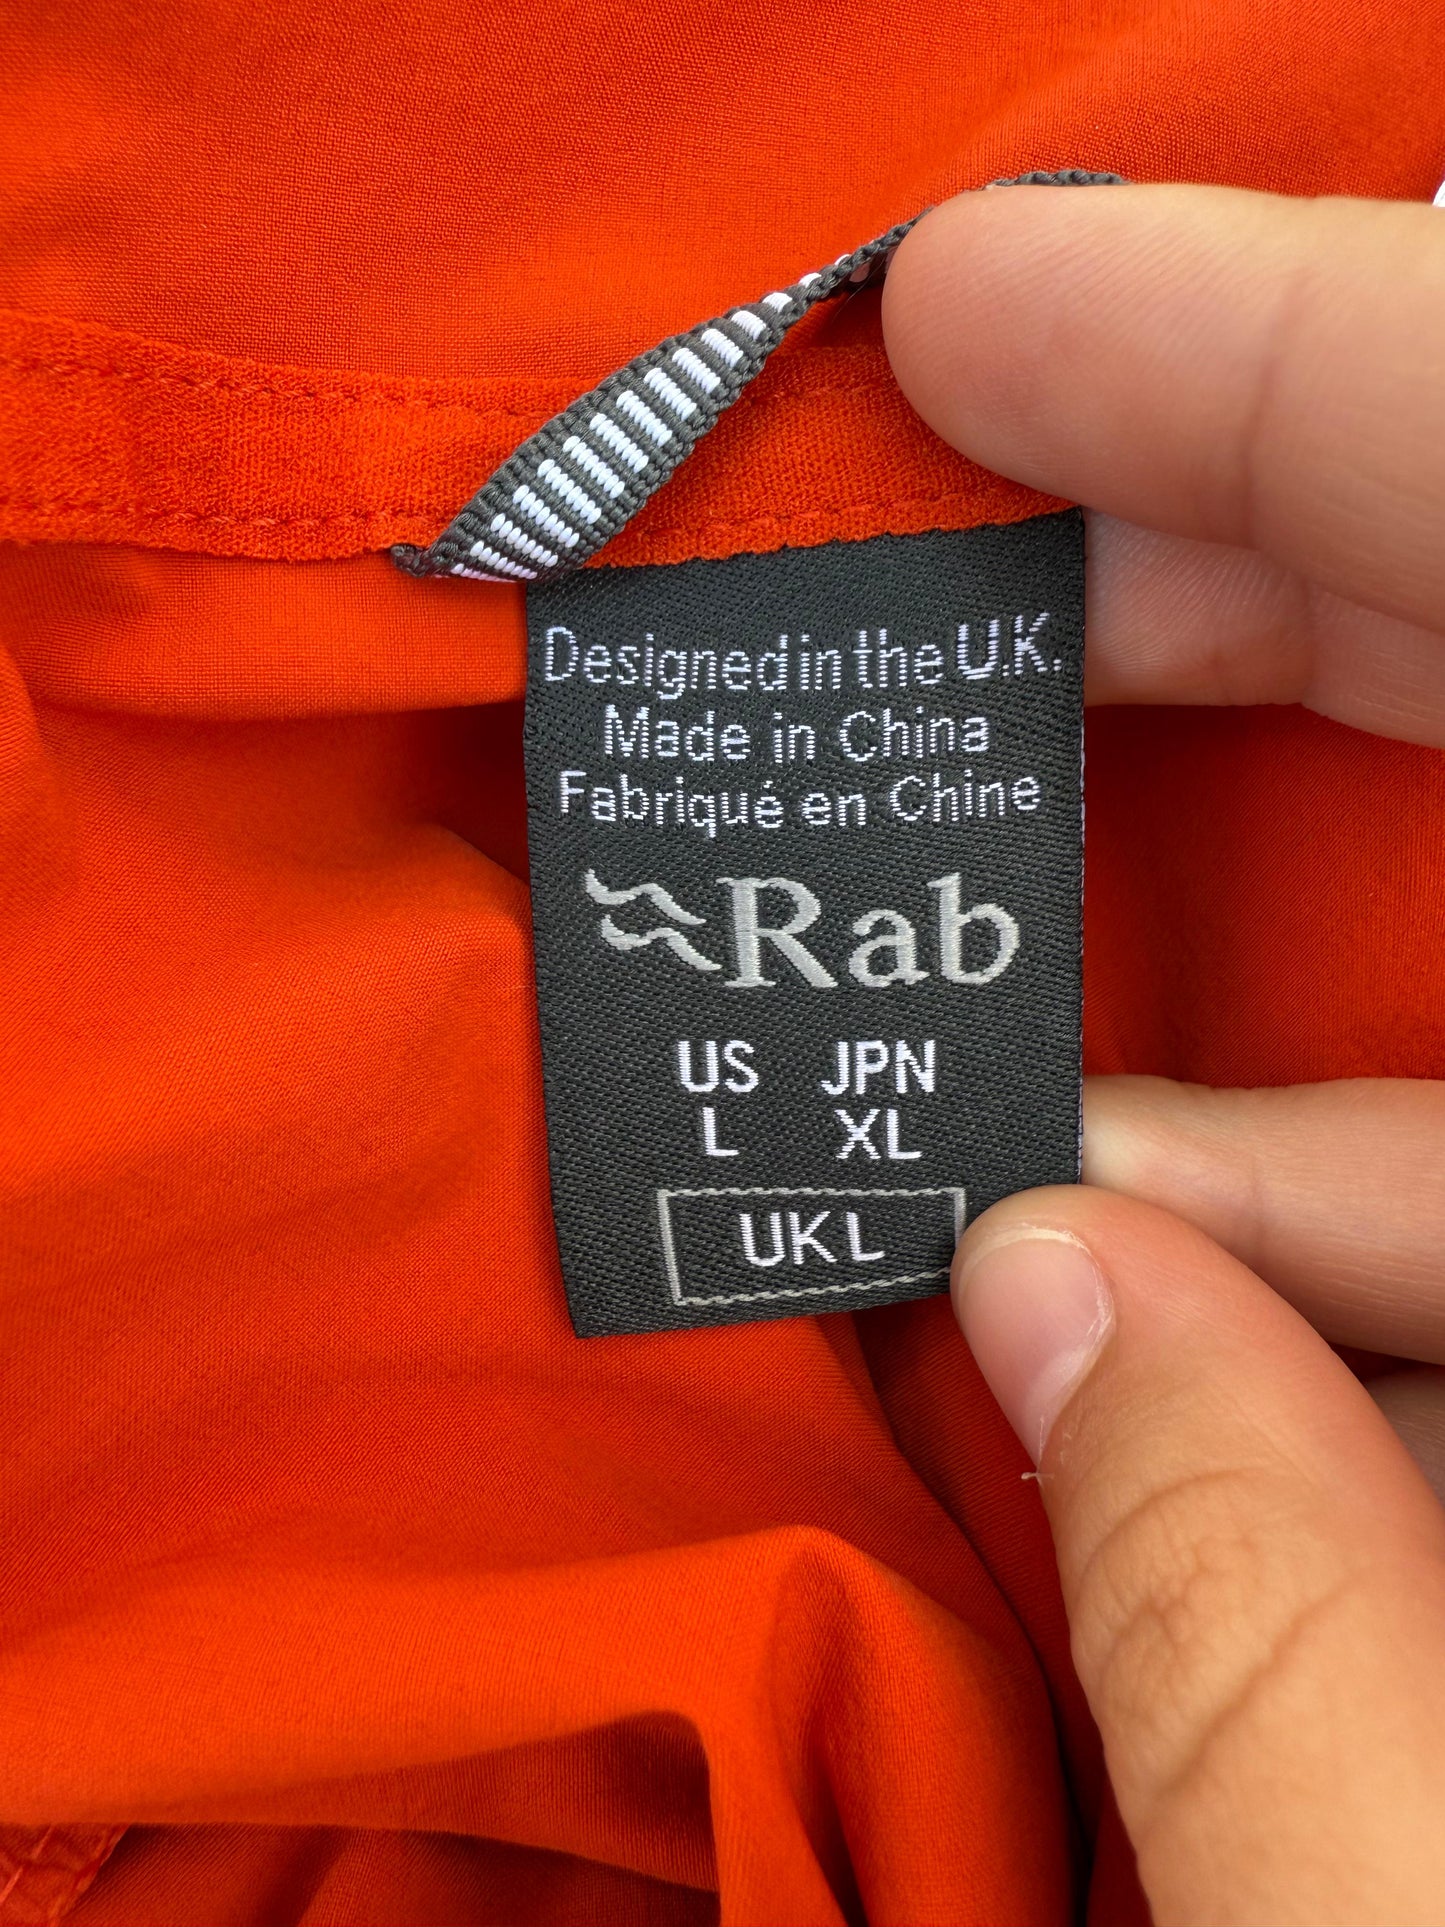 Designed in the U.K.
Made in China
Fabriqué en Chine
Rab
US JPN
L XL
UK L